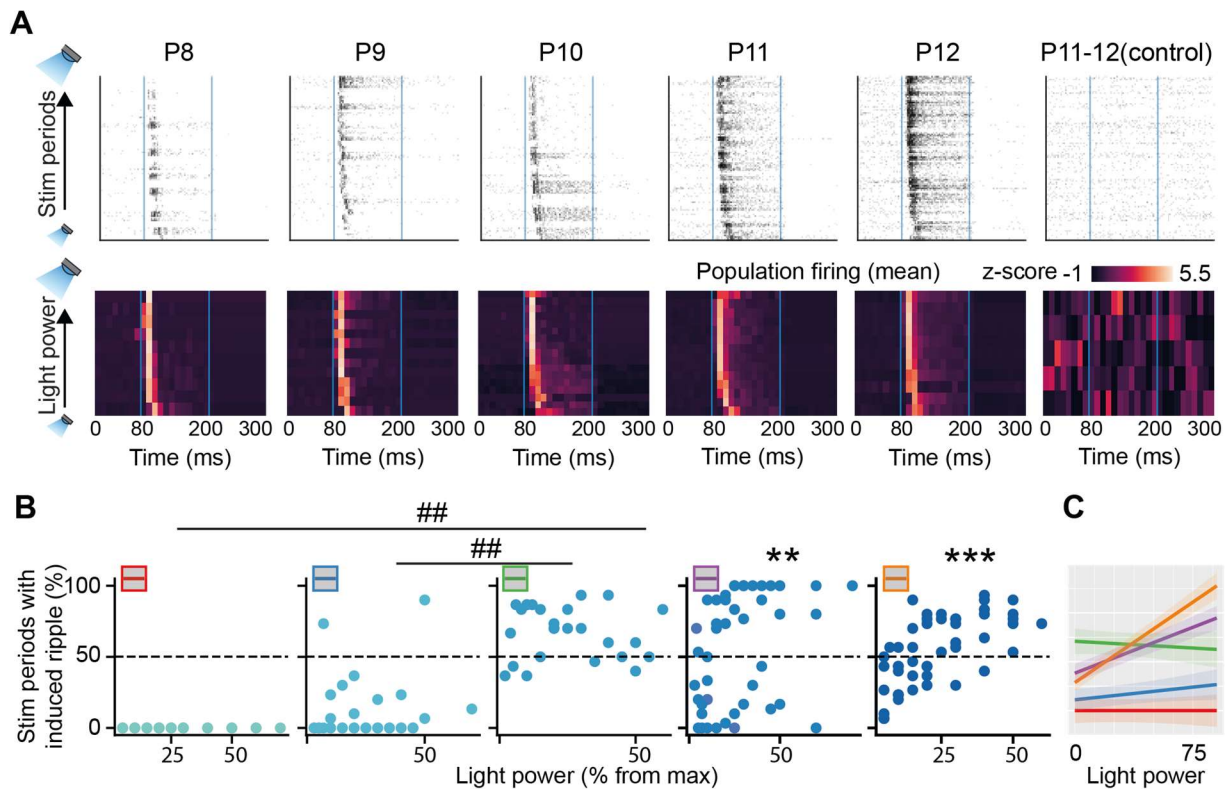 A
P8 P9 P10 P11 P12 P11-12(control)
Stim periods
Population firing (mean) z-score -1 5.5
Light power
0 80 200 300 0 80 200 300 0 80 200 300 0 80 200 300 0 80 200 300 0 80 200 300
Time (ms) Time (ms) Time (ms) Time (ms) Time (ms) Time (ms)
B C
##
## ** ***
Stim periods with
induced ripple (%)
100
50
0
25 50 50 50 50 25 50 0 75
Light power (% from max) Light power